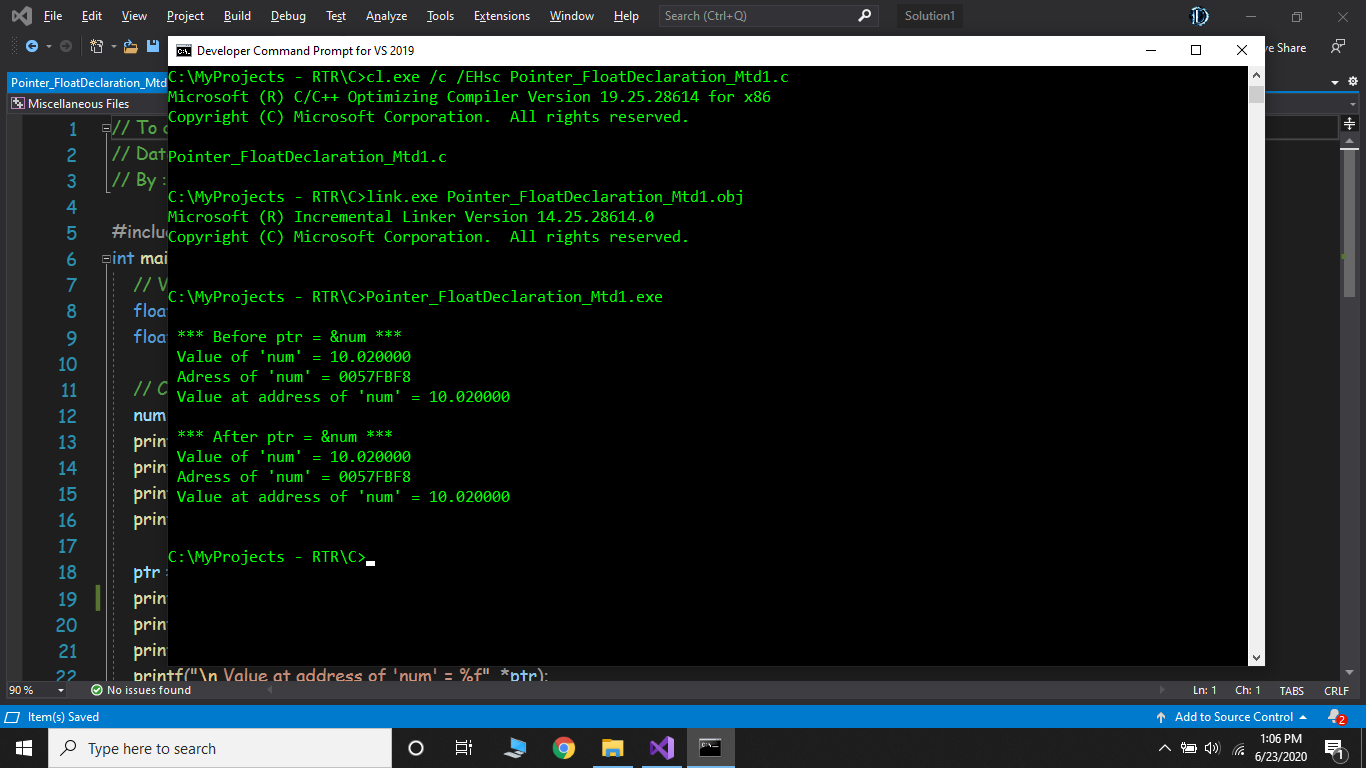 File Edit View Project Build Debug Test Analyze Tools Extensions Window Help Search (Ctrl+Q) Solution1
Live Share
Developer Command Prompt for VS 2019
Pointer_FloatDeclaration_Mtd
Miscellaneous Files
C:\MyProjects - RTR\C>cl.exe /c /EHsc Pointer_FloatDeclaration_Mtd1.c
Microsoft (R) C/C++ Optimizing Compiler Version 19.25.28614 for x86
Copyright (C) Microsoft Corporation.  All rights reserved.
Pointer_FloatDeclaration_Mtd1.c
C:\MyProjects - RTR\C>link.exe Pointer_FloatDeclaration_Mtd1.obj
Microsoft (R) Incremental Linker Version 14.25.28614.0
Copyright (C) Microsoft Corporation.  All rights reserved.
C:\MyProjects - RTR\C>Pointer_FloatDeclaration_Mtd1.exe
*** Before ptr = &num ***
Value of 'num' = 10.020000
Adress of 'num' = 0057FBF8
Value at address of 'num' = 10.020000
*** After ptr = &num ***
Value of 'num' = 10.020000
Adress of 'num' = 0057FBF8
Value at address of 'num' = 10.020000
C:\MyProjects - RTR\C>
1 // To
2 // Dat
3 // By :
4
5 #includ
6 int mai
7 // V
8 floa
9 floa
10
11 // C
12 num
13 prin
14 prin
15 prin
16 prin
17
18 ptr
19 prin
20 prin
21 prin
22 printf("\n Value at address of 'num' = %f" *ptr);
90 % No issues found Ln: 1 Ch: 1 TABS CRLF
Item(s) Saved Add to Source Control 2
Type here to search
1:06 PM
6/23/2020
1